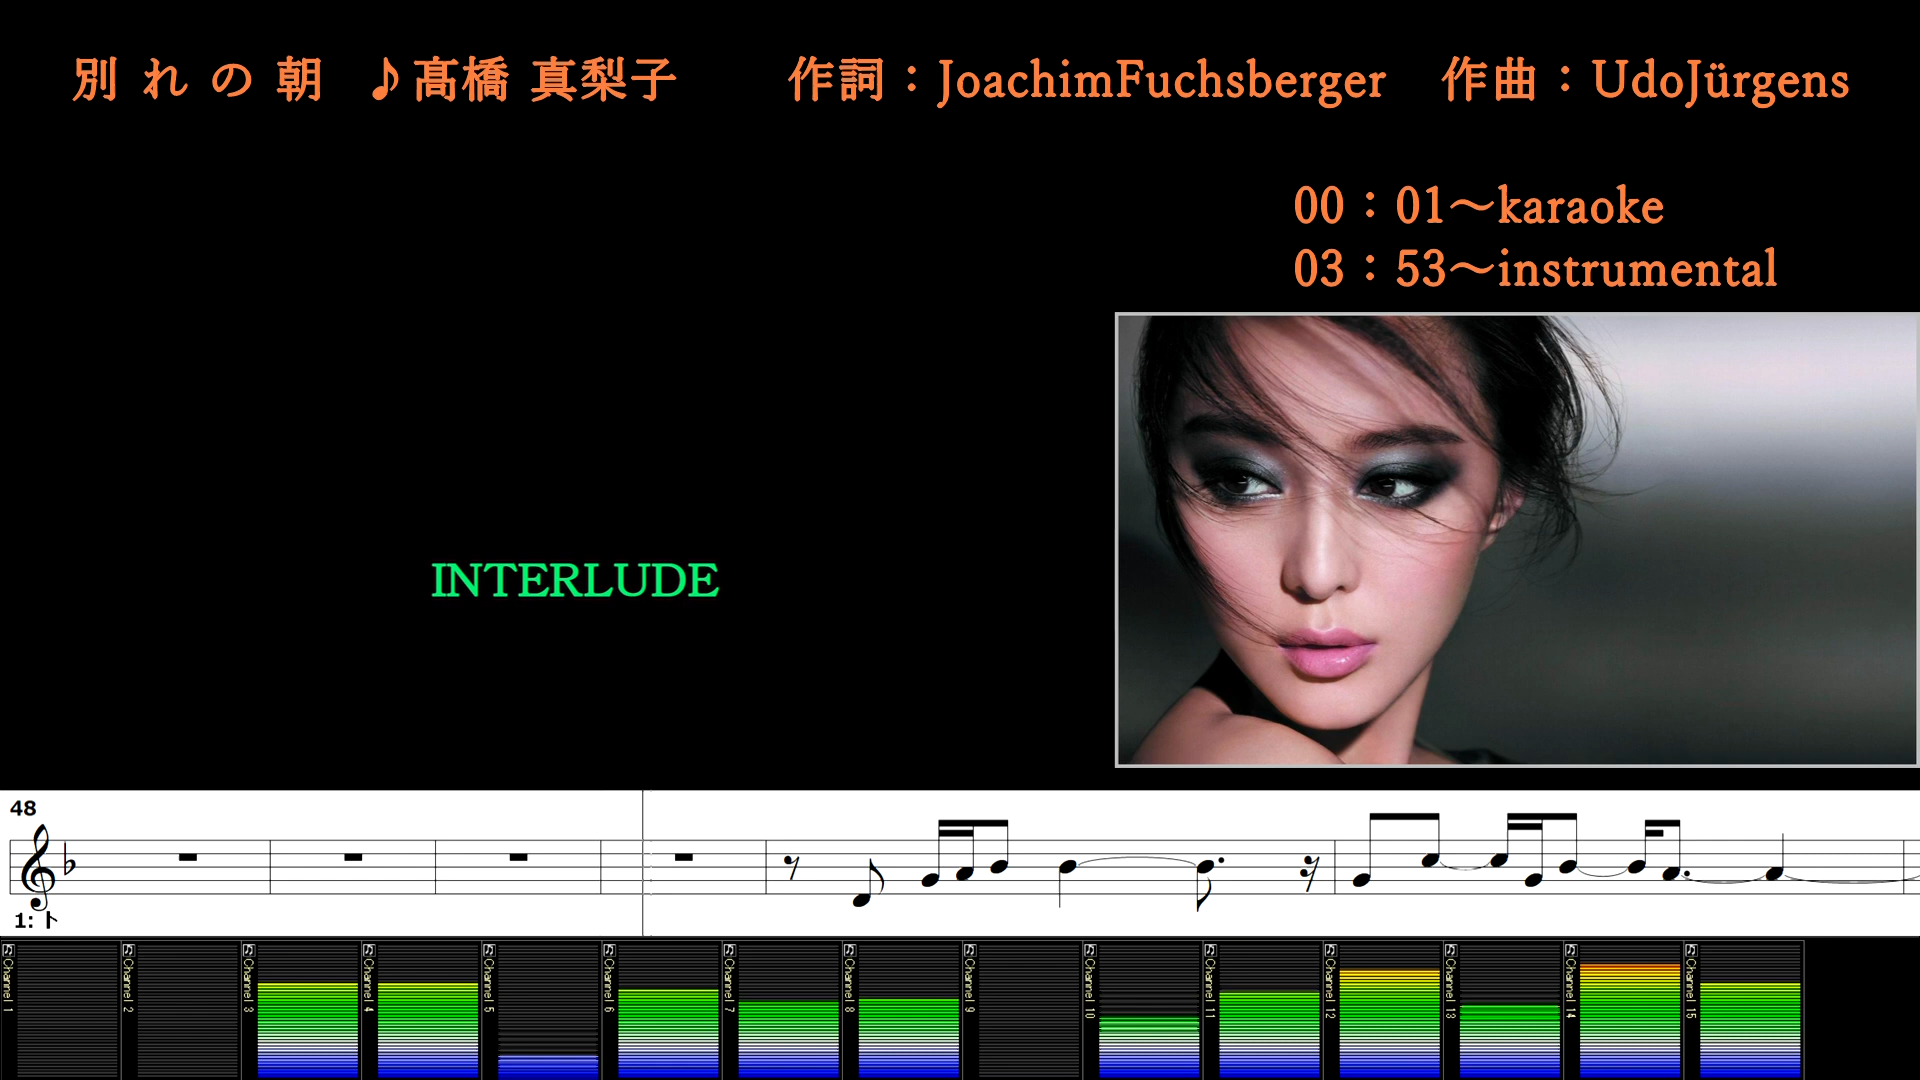 別れの朝 ♪髙橋 真梨子 作詞：JoachimFuchsberger 作曲：UdoJürgens
00：01〜karaoke
03：53〜instrumental
INTERLUDE
48
1: ト
Channel 1
Channel 2
Channel 3
Channel 4
Channel 5
Channel 6
Channel 7
Channel 8
Channel 9
Channel 10
Channel 11
Channel 12
Channel 13
Channel 14
Channel 15